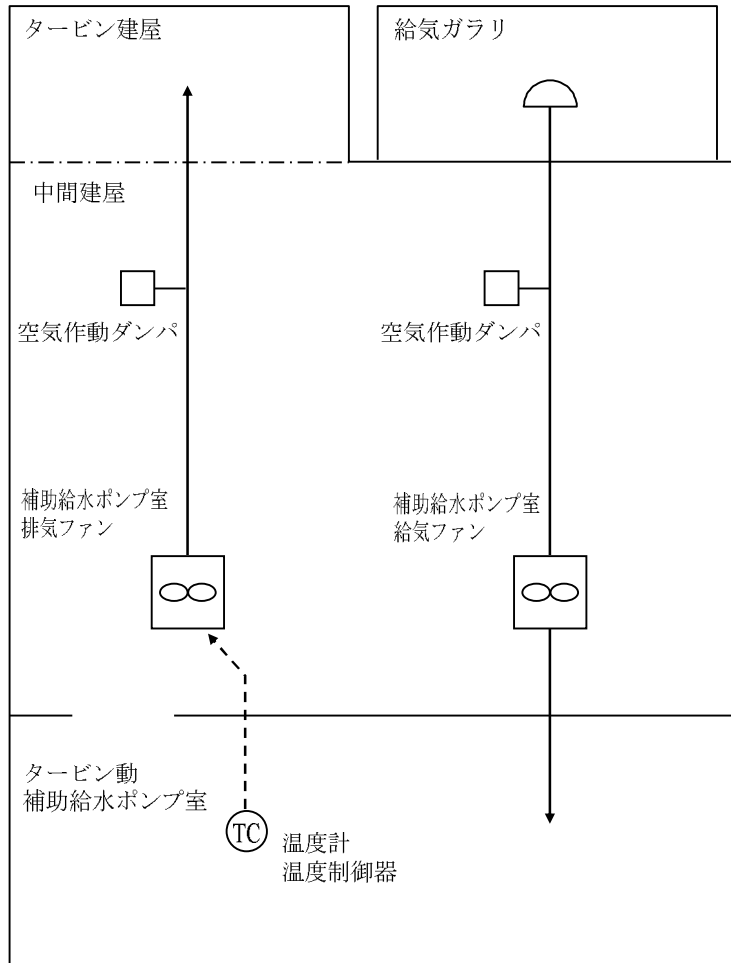 タービン建屋
給気ガラリ
中間建屋
空気作動ダンパ
空気作動ダンパ
補助給水ポンプ室
排気ファン
補助給水ポンプ室
給気ファン
タービン動
補助給水ポンプ室
TC
温度計
温度制御器